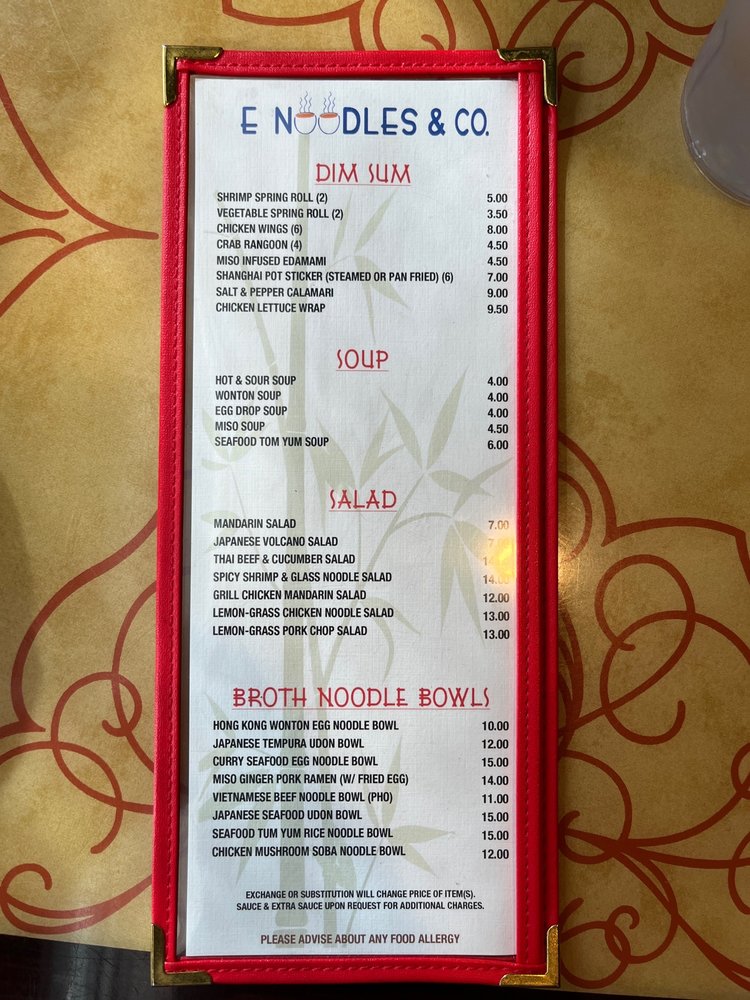 E NOODLES & CO.
DIM SUM
SHRIMP SPRING ROLL (2) 5.00
VEGETABLE SPRING ROLL (2) 3.50
CHICKEN WINGS (6) 8.00
CRAB RANGOON (4) 4.50
MISO INFUSED EDAMAMI 4.50
SHANGHAI POT STICKER (STEAMED OR PAN FRIED) (6) 7.00
SALT & PEPPER CALAMARI 9.00
CHICKEN LETTUCE WRAP 9.50
SOUP
HOT & SOUR SOUP 4.00
WONTON SOUP 4.00
EGG DROP SOUP 4.00
MISO SOUP 4.50
SEAFOOD TOM YUM SOUP 6.00
SALAD
MANDARIN SALAD 7.00
JAPANESE VOLCANO SALAD
THAI BEEF & CUCUMBER SALAD
SPICY SHRIMP & GLASS NOODLE SALAD 14.00
GRILL CHICKEN MANDARIN SALAD 12.00
LEMON-GRASS CHICKEN NOODLE SALAD 13.00
LEMON-GRASS PORK CHOP SALAD 13.00
BROTH NOODLE BOWLS
HONG KONG WONTON EGG NOODLE BOWL 10.00
JAPANESE TEMPURA UDON BOWL 12.00
CURRY SEAFOOD EGG NOODLE BOWL 15.00
MISO GINGER PORK RAMEN (W/ FRIED EGG) 14.00
VIETNAMESE BEEF NOODLE BOWL (PHO) 11.00
JAPANESE SEAFOOD UDON BOWL 15.00
SEAFOOD TUM YUM RICE NOODLE BOWL 15.00
CHICKEN MUSHROOM SOBA NOODLE BOWL 12.00
EXCHANGE OR SUBSTITUTION WILL CHANGE PRICE OF ITEM(S).
SAUCE & EXTRA SAUCE UPON REQUEST FOR ADDITIONAL CHARGES.
PLEASE ADVISE ABOUT ANY FOOD ALLERGY